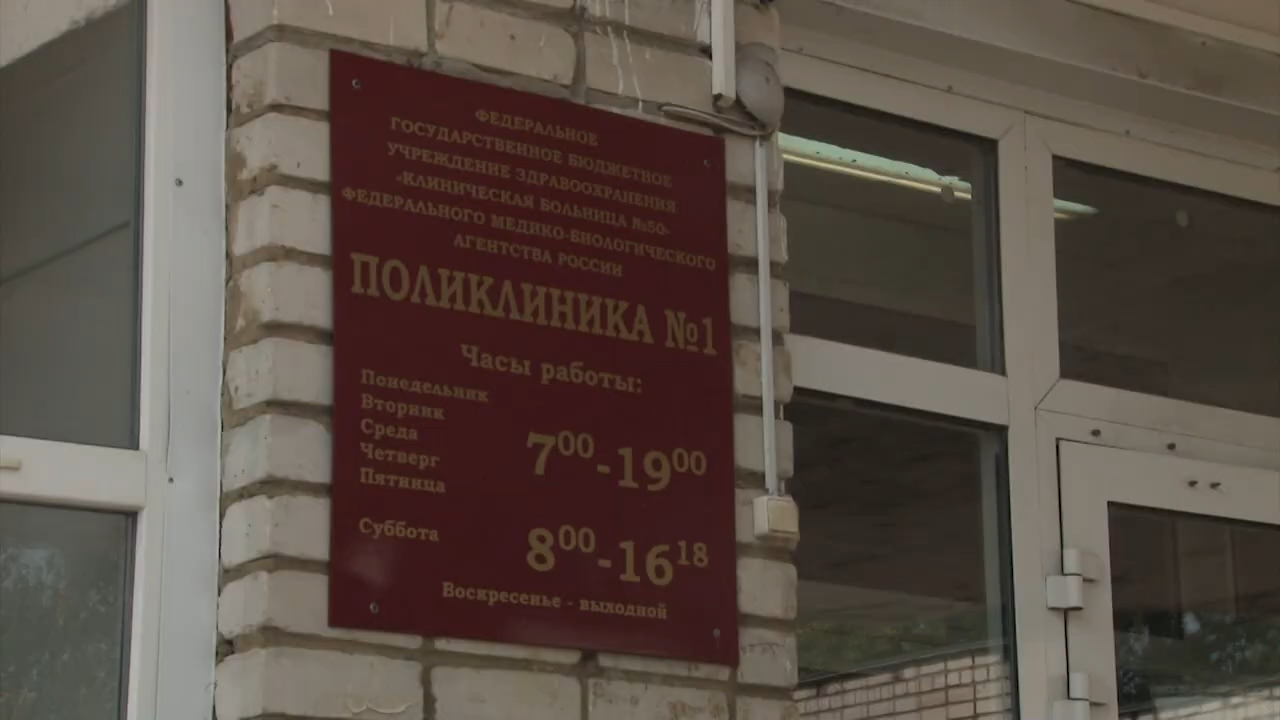 ФЕДЕРАЛЬНОЕ
ГОСУДАРСТВЕННОЕ БЮДЖЕТНОЕ
УЧРЕЖДЕНИЕ ЗДРАВООХРАНЕНИЯ
«КЛИНИЧЕСКАЯ БОЛЬНИЦА №50»
ФЕДЕРАЛЬНОГО МЕДИКО-БИОЛОГИЧЕСКОГО
АГЕНТСТВА РОССИИ
ПОЛИКЛИНИКА №1
Часы работы:
Понедельник
Вторник
Среда
Четверг
Пятница
7⁰⁰-19⁰⁰
Суббота
8⁰⁰-16¹⁸
Воскресенье - выходной